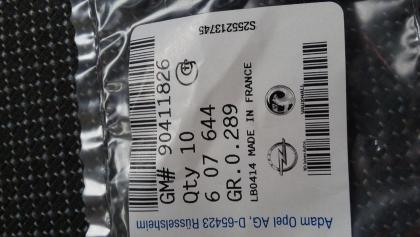 S255213745
GM# 90411826
Qty 10
6 07 644
GR.0.289
LB0414 MADE IN FRANCE
Adam Opel AG, D-65423 Rüsselsheim